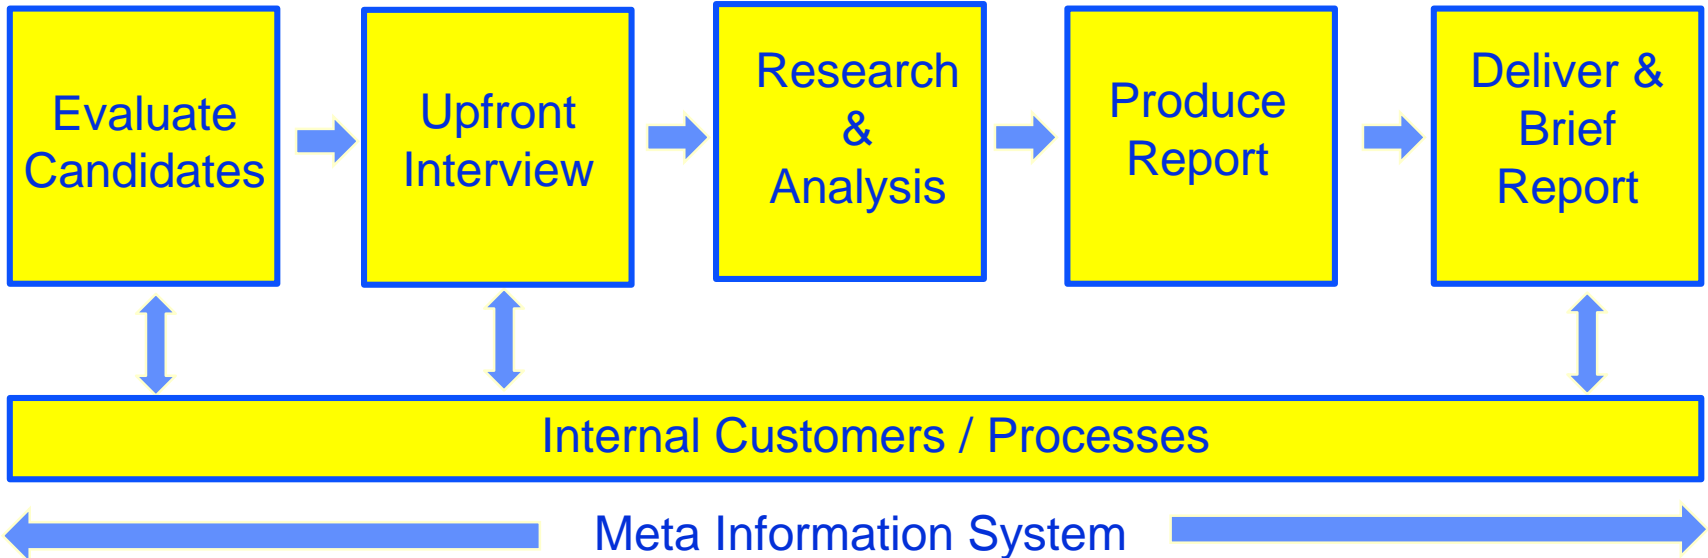 Evaluate
Candidates
Upfront
Interview
Research
&
Analysis
Produce
Report
Deliver &
Brief
Report
Internal Customers / Processes
Meta Information System